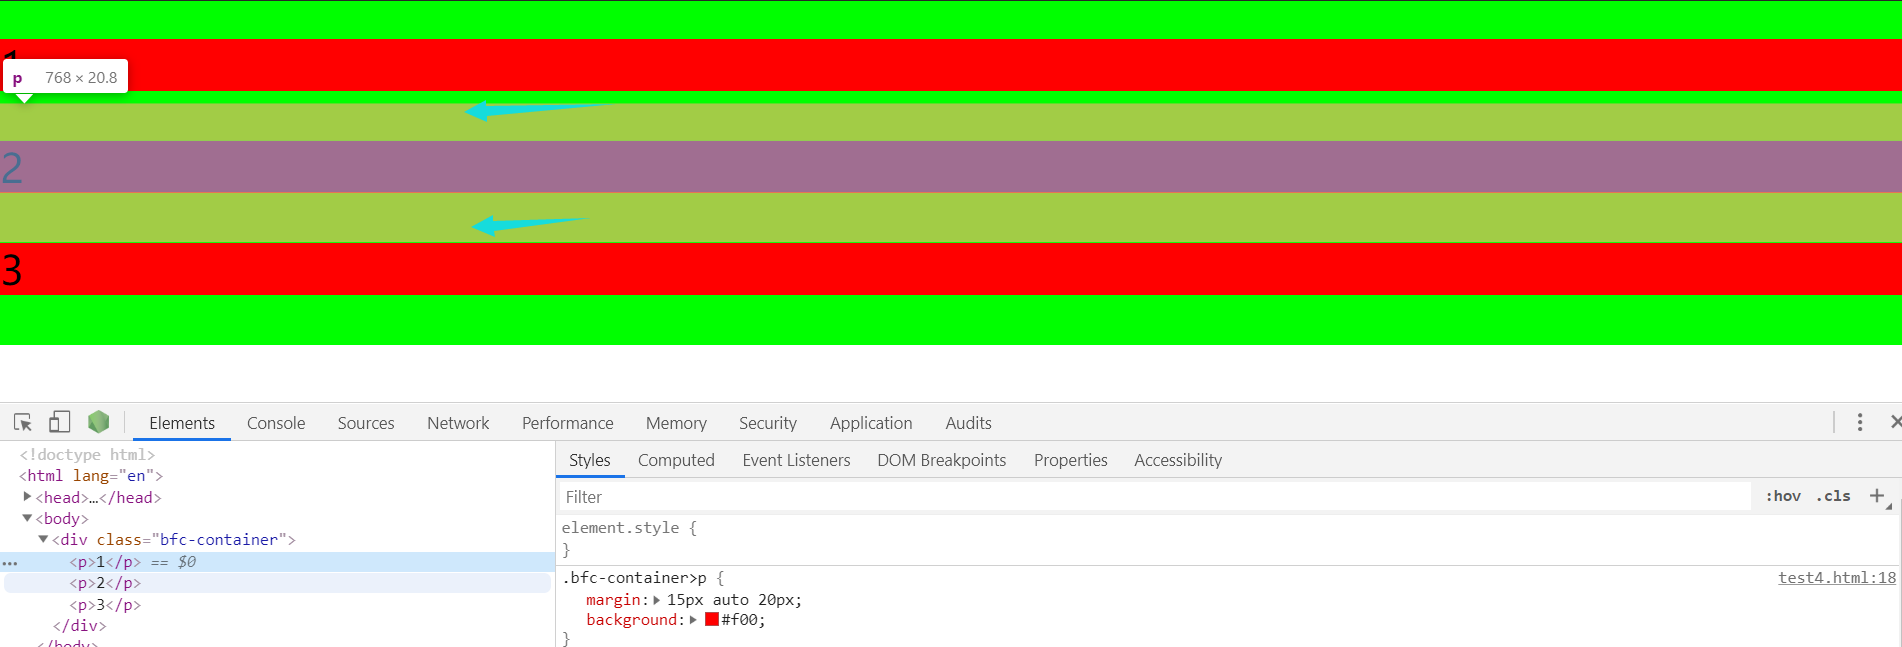 1
p 768 × 20.8
2
3
Elements Console Sources Network Performance Memory Security Application Audits
<!doctype html>
<html lang="en">
<head>…</head>
<body>
<div class="bfc-container">
<p>1</p> == $0
<p>2</p>
<p>3</p>
</div>
</body>
Styles Computed Event Listeners DOM Breakpoints Properties Accessibility
Filter :hov .cls +
element.style {
}
.bfc-container>p { test4.html:18
margin: 15px auto 20px;
background: #f00;
}